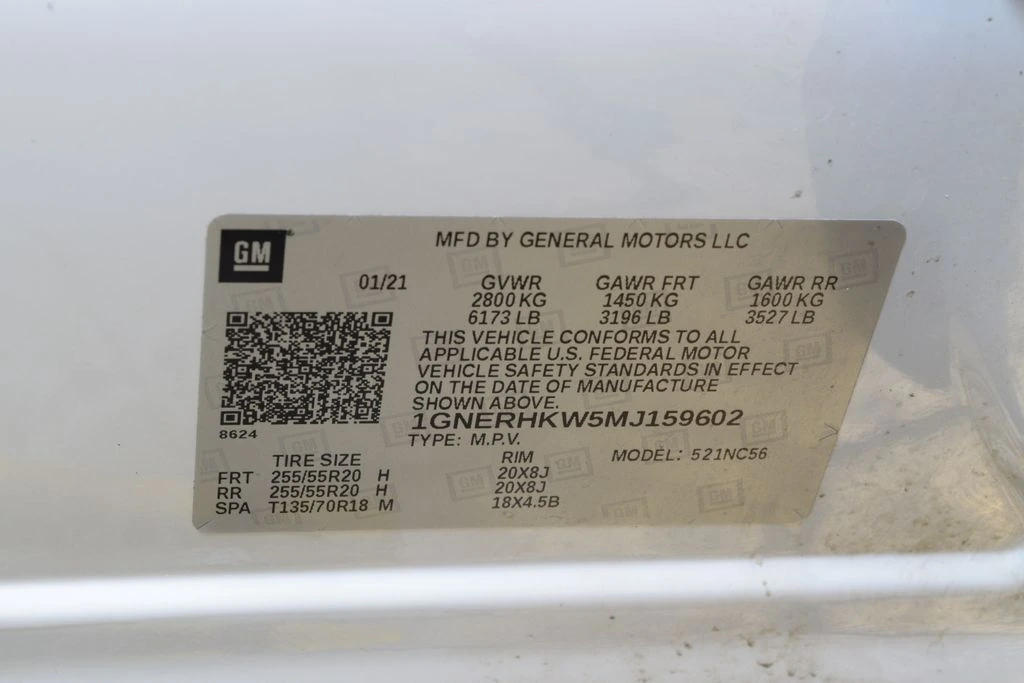 GM
MFD BY GENERAL MOTORS LLC
01/21 GVWR GAWR FRT GAWR RR
2800 KG 1450 KG 1600 KG
6173 LB 3196 LB 3527 LB
THIS VEHICLE CONFORMS TO ALL
APPLICABLE U.S. FEDERAL MOTOR
VEHICLE SAFETY STANDARDS IN EFFECT
ON THE DATE OF MANUFACTURE
SHOWN ABOVE.
1GNERHKW5MJ159602
8624
TYPE: M.P.V. MODEL: 521NC56
TIRE SIZE RIM
FRT 255/55R20 H 20X8J
RR 255/55R20 H 20X8J
SPA T135/70R18 M 18X4.5B